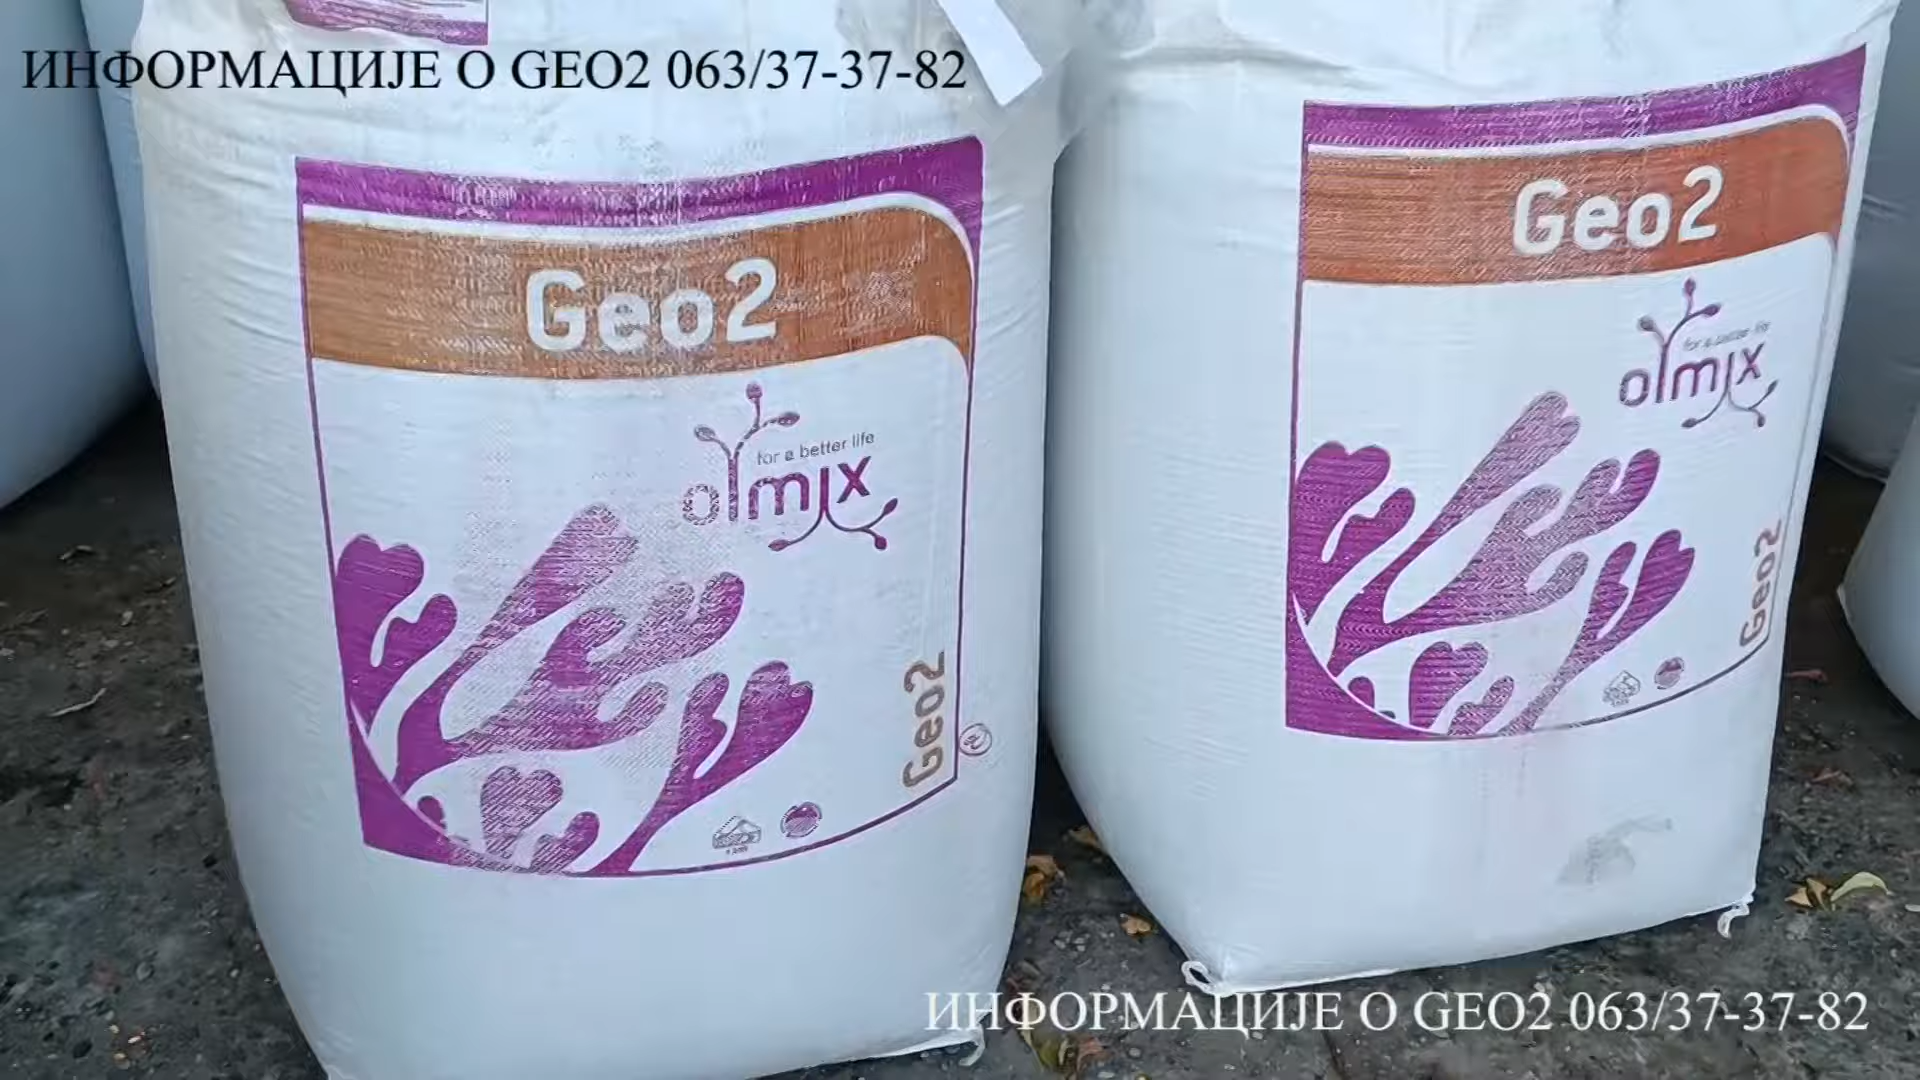 ИНФОРМАЦИЈЕ О GEO2 063/37-37-82
Geo2
for a better life
olmix
Geo2
Geo2
for a better life
olmix
Geo2
ИНФОРМАЦИЈЕ О GEO2 063/37-37-82